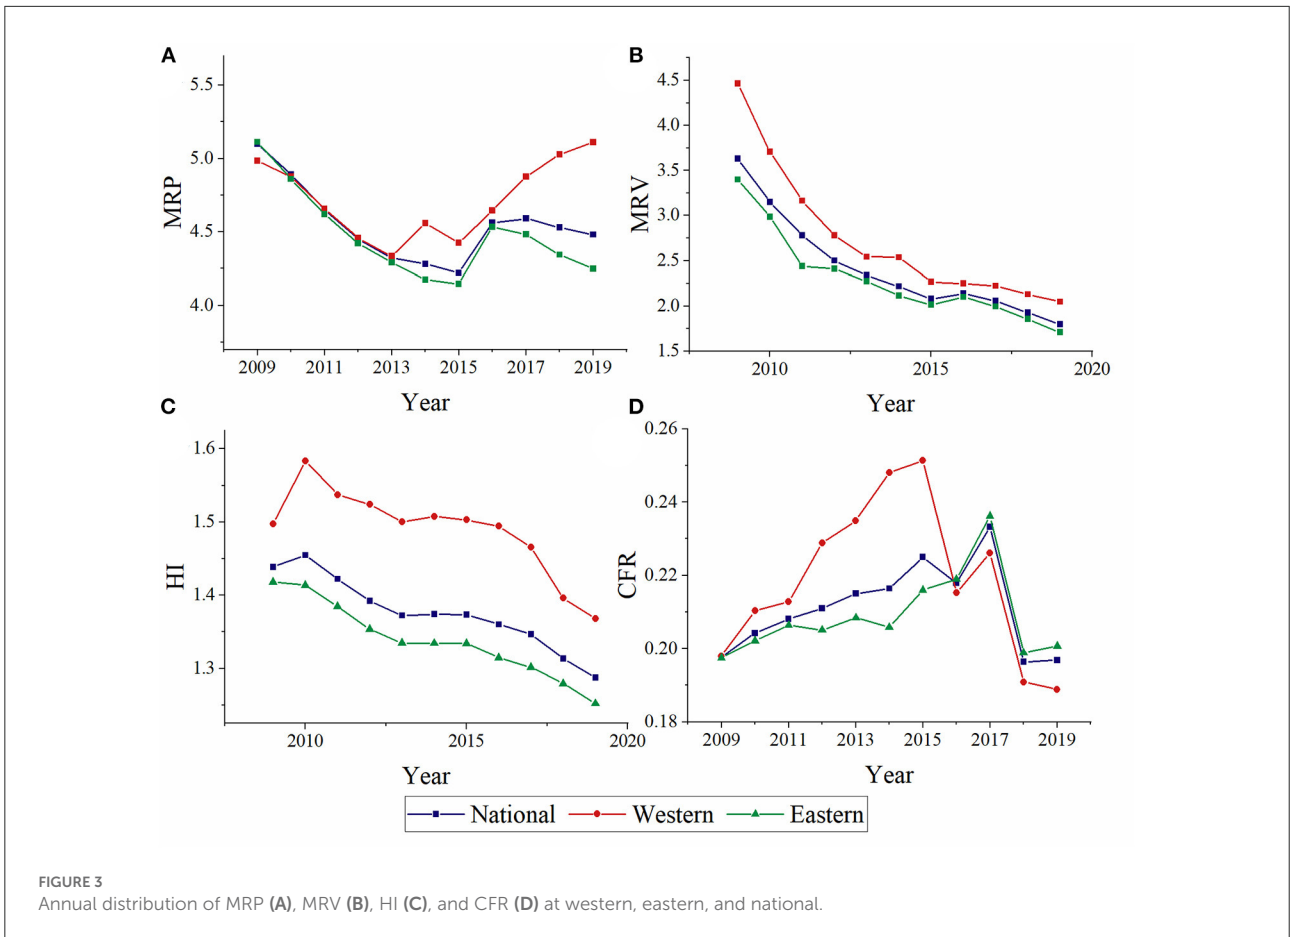 A
5.5
5.0
4.5
4.0
MRP
2009 2011 2013 2015 2017 2019
Year
B
4.5
4.0
3.5
3.0
2.5
2.0
1.5
MRV
2010 2015 2020
Year
C
1.6
1.5
1.4
1.3
HI
2010 2015 2020
Year
D
0.26
0.24
0.22
0.20
0.18
CFR
2009 2011 2013 2015 2017 2019
Year
National Western Eastern
FIGURE 3
Annual distribution of MRP (A), MRV (B), HI (C), and CFR (D) at western, eastern, and national.